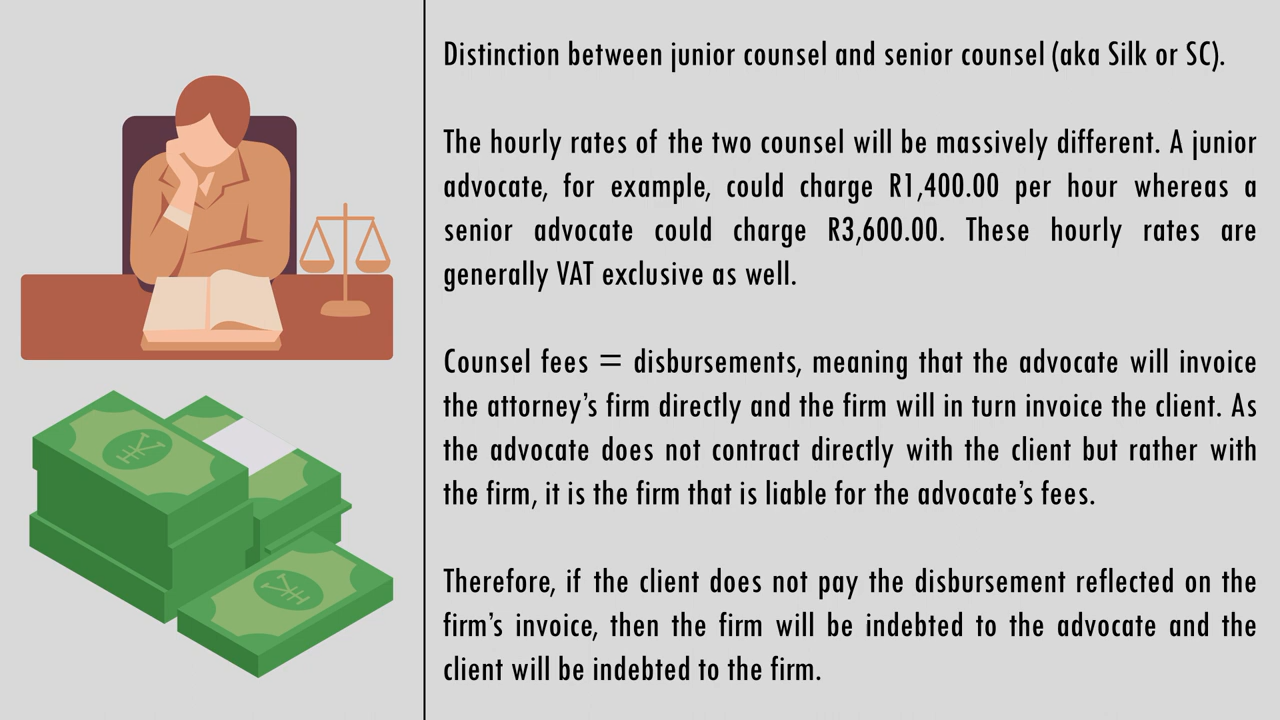 Distinction between junior counsel and senior counsel (aka Silk or SC).
The hourly rates of the two counsel will be massively different. A junior
advocate, for example, could charge R1,400.00 per hour whereas a
senior advocate could charge R3,600.00. These hourly rates are
generally VAT exclusive as well.
Counsel fees = disbursements, meaning that the advocate will invoice
the attorney’s firm directly and the firm will in turn invoice the client. As
the advocate does not contract directly with the client but rather with
the firm, it is the firm that is liable for the advocate’s fees.
Therefore, if the client does not pay the disbursement reflected on the
firm’s invoice, then the firm will be indebted to the advocate and the
client will be indebted to the firm.